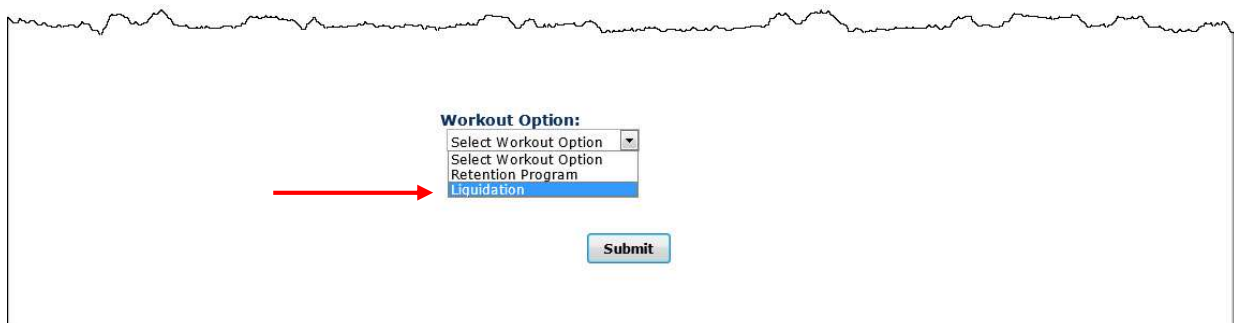 Workout Option:
Select Workout Option
Select Workout Option
Retention Program
Liquidation
Submit